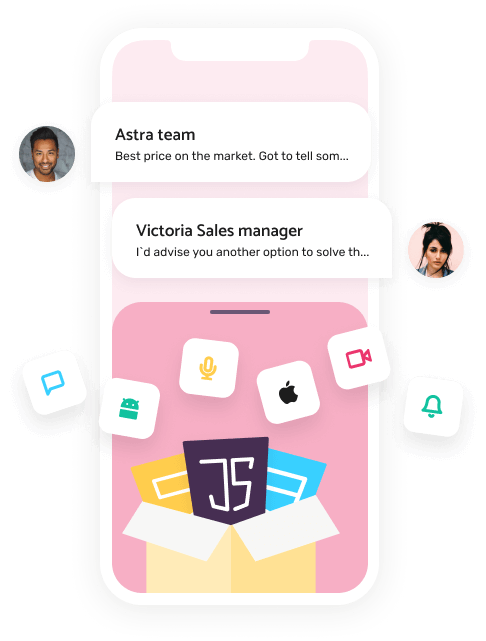 Astra team
Best price on the market. Got to tell som...
Victoria Sales manager
I`d advise you another option to solve th...
JS